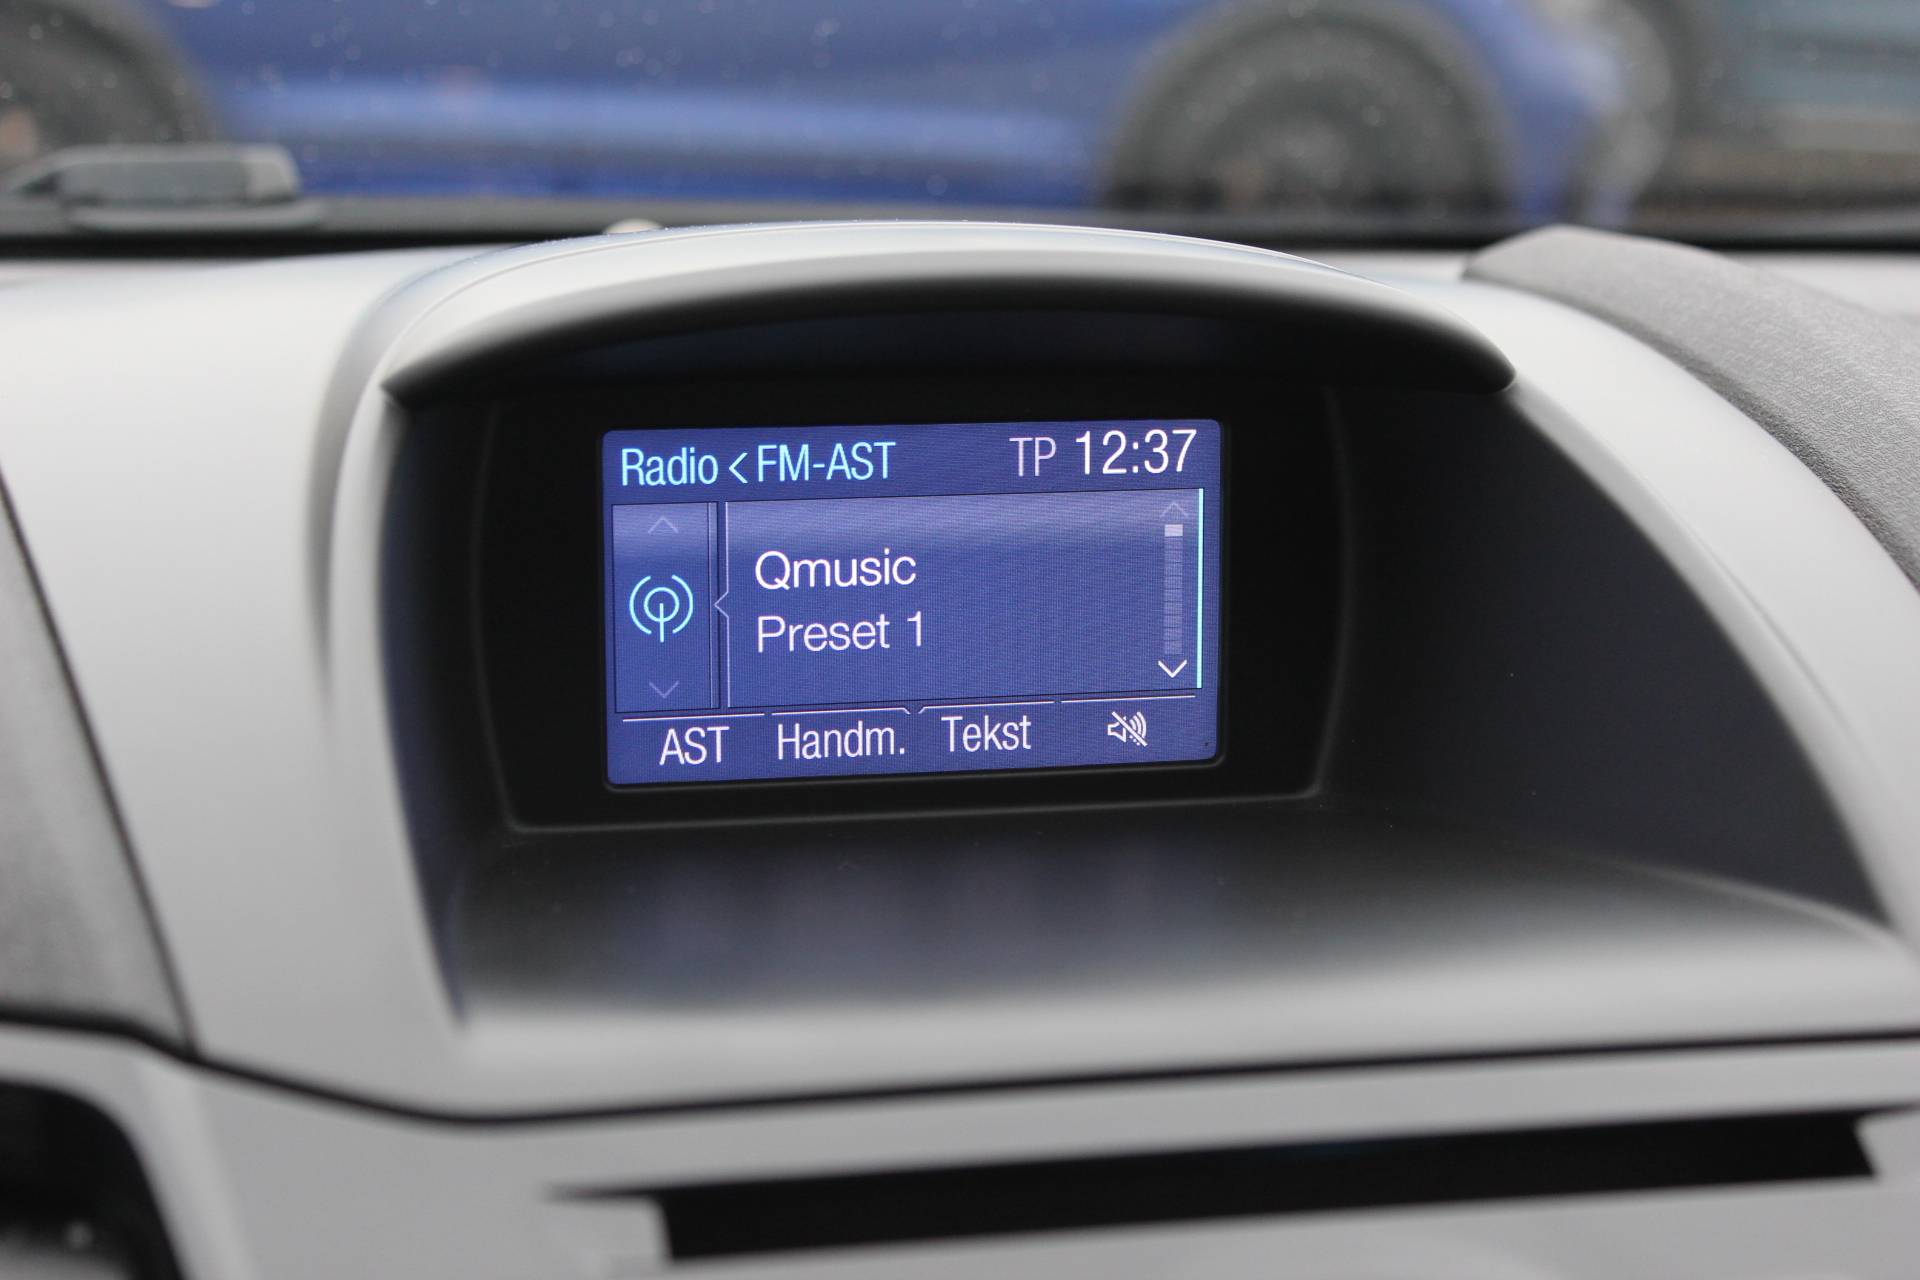 Radio < FM-AST TP 12:37
Qmusic
Preset 1
AST Handm. Tekst